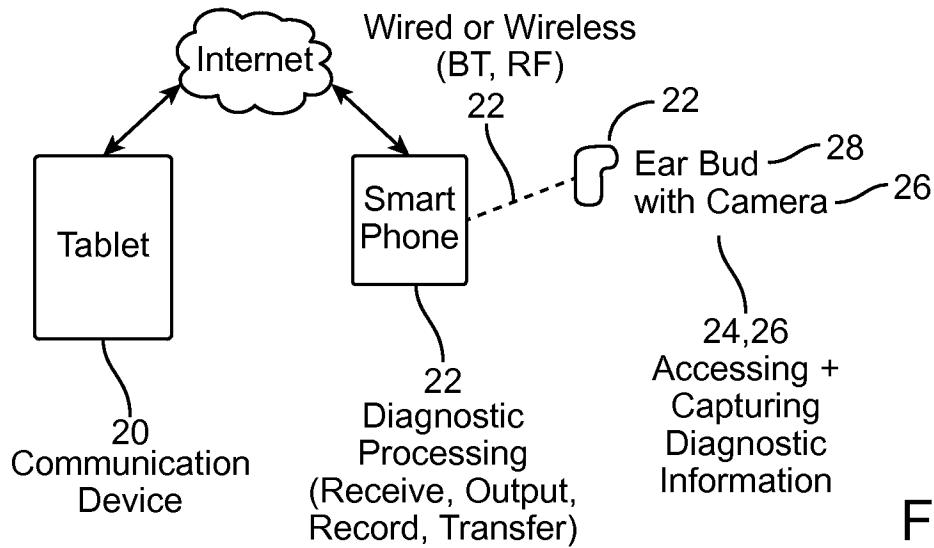 Internet
Wired or Wireless
(BT, RF)
22
22
Ear Bud 28
with Camera 26
Tablet
Smart
Phone
20
Communication
Device
22
Diagnostic
Processing
(Receive, Output,
Record, Transfer)
24,26
Accessing +
Capturing
Diagnostic
Information
F